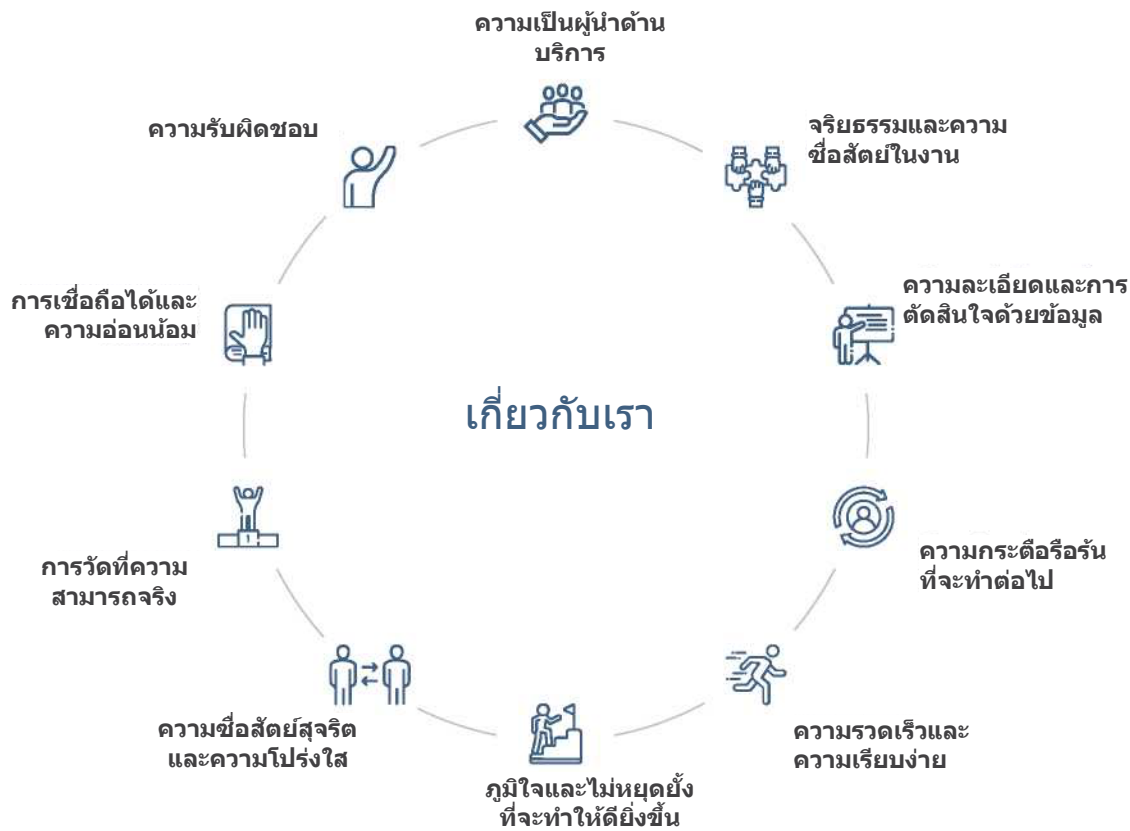 ความเป็นผู้นำด้าน
บริการ
ความรับผิดชอบ
จริยธรรมและความ
ซื่อสัตย์ในงาน
การเชื่อถือได้และ
ความอ่อนน้อม
ความละเอียดและการ
ตัดสินใจด้วยข้อมูล
เกี่ยวกับเรา
การวัดที่ความ
สามารถจริง
ความกระตือรือร้น
ที่จะทำต่อไป
ความซื่อสัตย์สุจริต
และความโปร่งใส
ความรวดเร็วและ
ความเรียบง่าย
ภูมิใจและไม่หยุดยั้ง
ที่จะทำให้ดียิ่งขึ้น